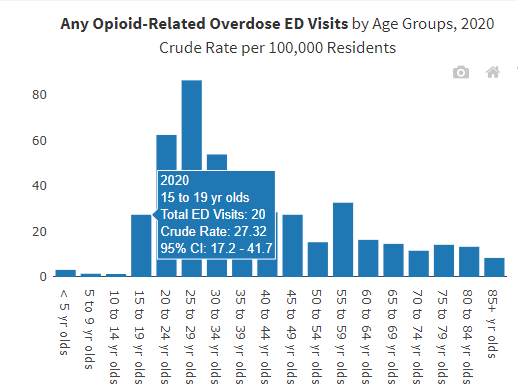 Any Opioid-Related Overdose ED Visits by Age Groups, 2020
Crude Rate per 100,000 Residents
80
60
40
20
0
2020
15 to 19 yr olds
Total ED Visits: 20
Crude Rate: 27.32
95% CI: 17.2 - 41.7
< 5 yr olds
5 to 9 yr olds
10 to 14 yr olds
15 to 19 yr olds
20 to 24 yr olds
25 to 29 yr olds
30 to 34 yr olds
35 to 39 yr olds
40 to 44 yr olds
45 to 49 yr olds
50 to 54 yr olds
55 to 59 yr olds
60 to 64 yr olds
65 to 69 yr olds
70 to 74 yr olds
75 to 79 yr olds
80 to 84 yr olds
85+ yr olds